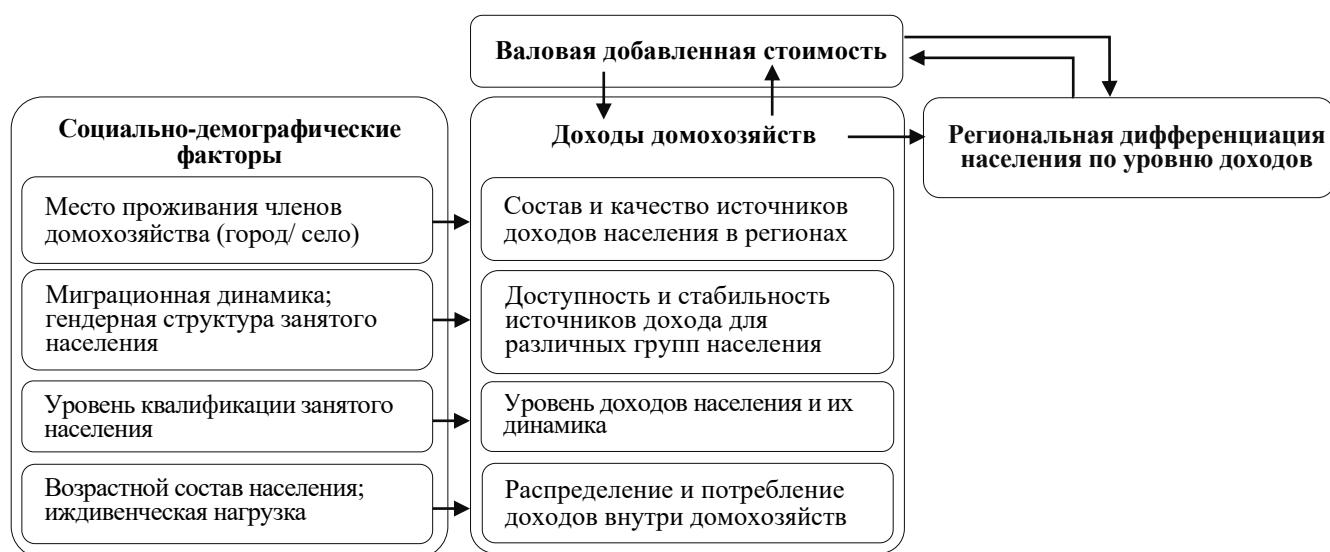 Валовая добавленная стоимость
Социально-демографические
факторы
Доходы домохозяйств
Региональная дифференциация
населения по уровню доходов
Место проживания членов
домохозяйства (город/ село)
Состав и качество источников
доходов населения в регионах
Миграционная динамика;
гендерная структура занятого
населения
Доступность и стабильность
источников дохода для
различных групп населения
Уровень квалификации занятого
населения
Уровень доходов населения и их
динамика
Возрастной состав населения;
иждивенческая нагрузка
Распределение и потребление
доходов внутри домохозяйств